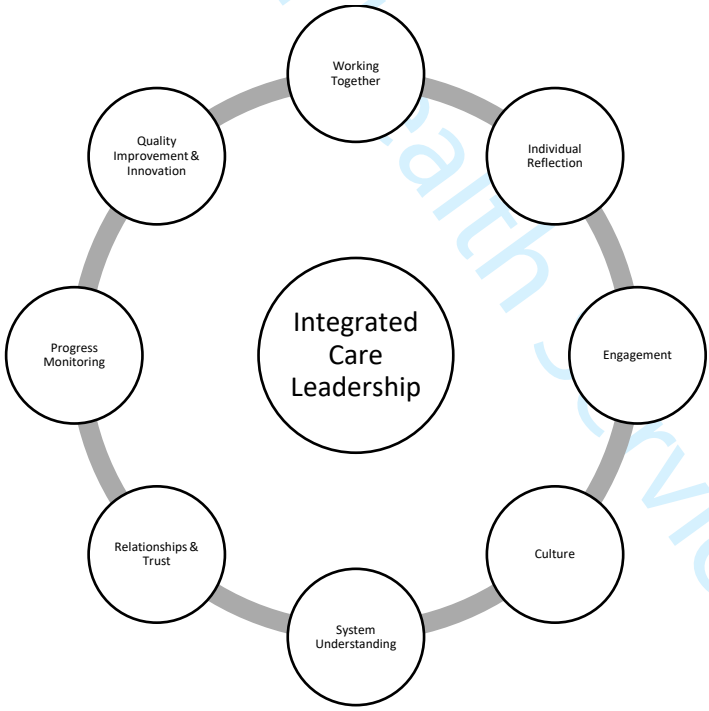 Working
Together
Individual
Reflection
Engagement
Culture
System
Understanding
Relationships &
Trust
Progress
Monitoring
Quality
Improvement &
Innovation
Integrated
Care
Leadership